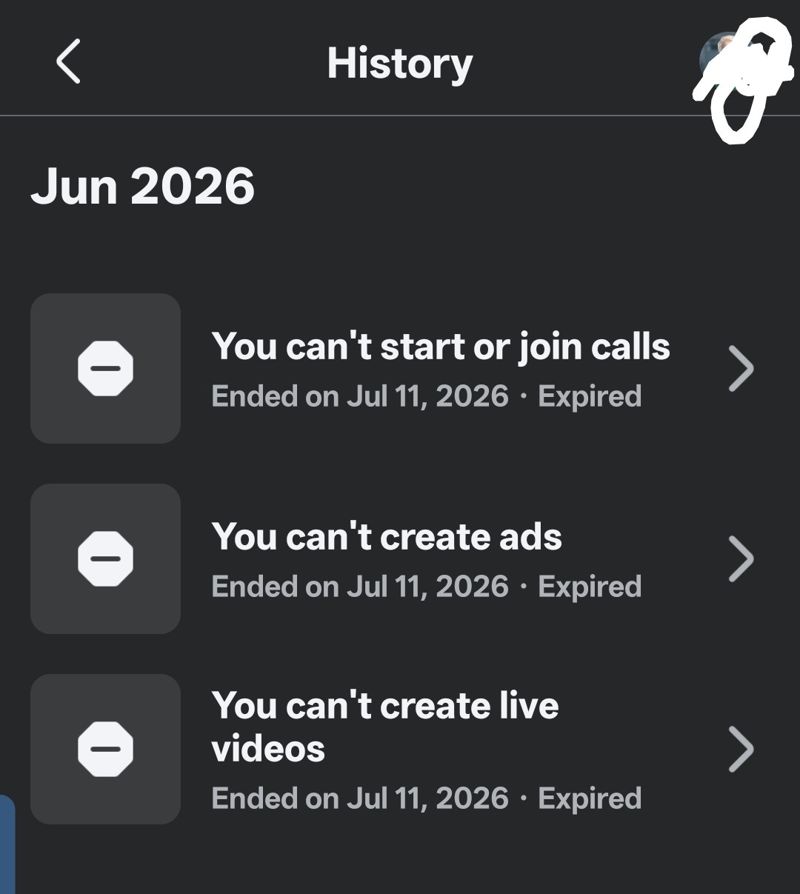 History
Jun 2026
You can't start or join calls
Ended on Jul 11, 2026 · Expired
You can't create ads
Ended on Jul 11, 2026 · Expired
You can't create live
videos
Ended on Jul 11, 2026 · Expired